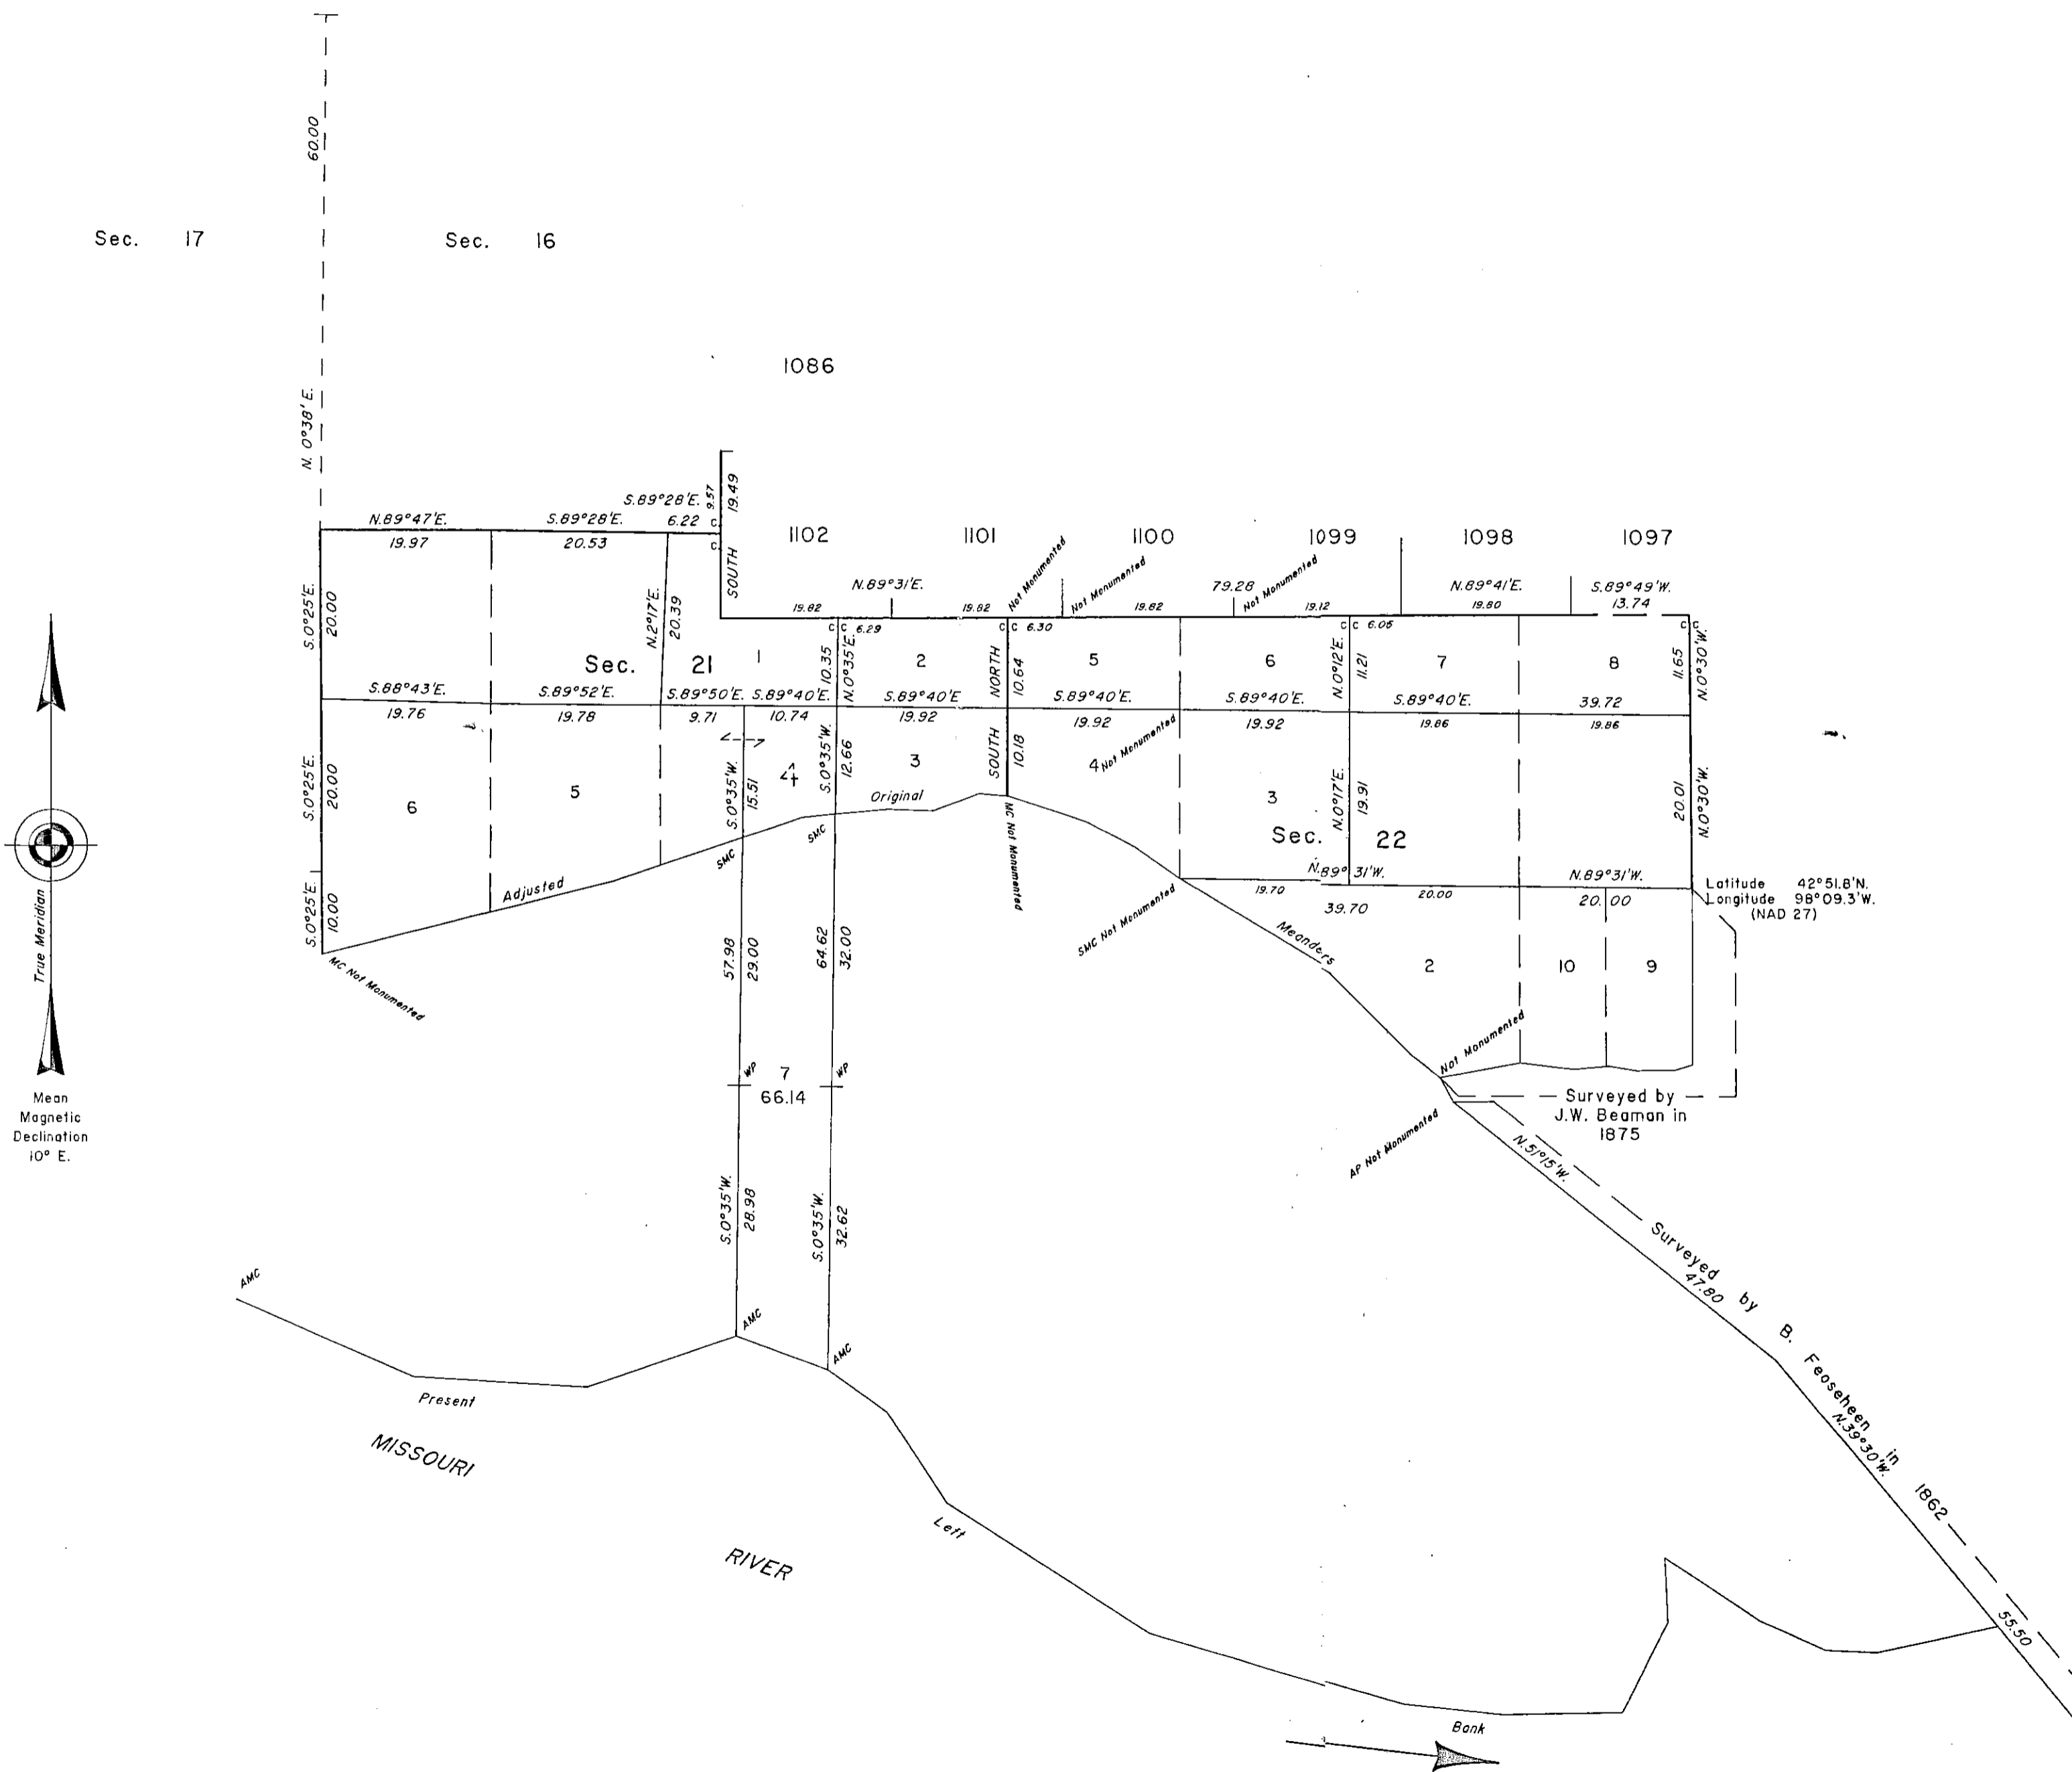 60.00
Sec. 17
Sec. 16
N. 0°38' E.
1086
S.89°28'E.
9.57
19.49
SOUTH
N.89°47'E.
S.89°28'E.
6.22
C
C
19.97
20.53
1102
1101
1100
1099
1098
1097
Not Monumented
Not Monumented
Not Monumented
N.89°31'E.
79.28
N.89°41'E.
S.89°49'W.
19.82
19.82
19.82
19.12
19.80
13.74
S.0°25'E.
20.00
N.2°17'E.
20.39
C C 6.29
C C 6.30
C C 6.05
C C
Sec. 21
1
10.35
N.0°35'E.
2
NORTH
10.64
5
6
N.0°12'E.
11.21
7
8
11.65
N.0°30'W.
S.88°43'E.
S.89°52'E.
S.89°50'E.
S.89°40'E.
S.89°40'E.
S.89°40'E.
S.89°40'E.
S.89°40'E.
39.72
19.76
19.78
9.71
10.74
19.92
19.92
19.92
19.86
19.86
S.0°25'E.
20.00
6
5
S.0°35'W.
15.51
4
S.0°35'W.
12.66
3
SOUTH
10.18
4
Not Monumented
3
N.0°17'E.
19.91
20.01
N.0°30'W.
Original
Sec. 22
SMC
SMC
MC Not Monumented
Adjusted
N.89°31'W.
N.89°31'W.
19.70
20.00
20.00
39.70
Latitude 42°51.8'N.
Longitude 98°09.3'W.
(NAD 27)
S.0°25'E.
10.00
MC Not Monumented
SMC Not Monumented
Meanders
57.98
29.00
64.62
32.00
2
10
9
True Meridian
Mean
Magnetic
Declination
10° E.
WP
7
WP
66.14
Not Monumented
Surveyed by
J.W. Beaman in
1875
AP Not Monumented
N.51°15'W.
S.0°35'W.
28.98
S.0°35'W.
32.62
Surveyed by B. Feoseheen in 1862
47.80
N.39°30'W.
55.50
AMC
AMC
AMC
Present
MISSOURI
RIVER
Left
Bank